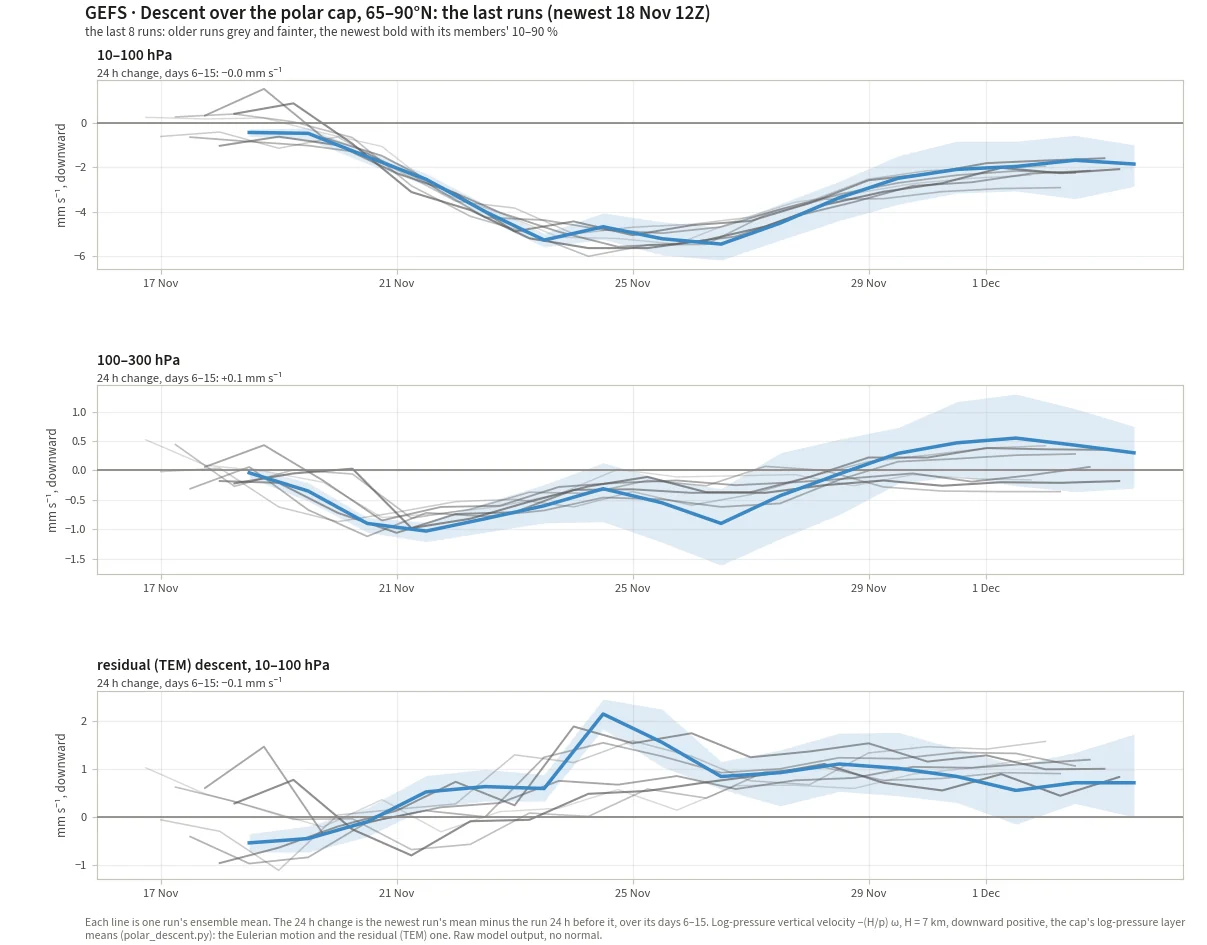 GEFS · Descent over the polar cap, 65–90°N: the last runs (newest 18 Nov 12Z)
the last 8 runs: older runs grey and fainter, the newest bold with its members' 10–90 %
10–100 hPa
24 h change, days 6–15: −0.0 mm s⁻¹
mm s⁻¹, downward
0
−2
−4
−6
17 Nov
21 Nov
25 Nov
29 Nov
1 Dec
100–300 hPa
24 h change, days 6–15: +0.1 mm s⁻¹
mm s⁻¹, downward
1.0
0.5
0.0
−0.5
−1.0
−1.5
17 Nov
21 Nov
25 Nov
29 Nov
1 Dec
residual (TEM) descent, 10–100 hPa
24 h change, days 6–15: −0.1 mm s⁻¹
mm s⁻¹, downward
2
1
0
−1
17 Nov
21 Nov
25 Nov
29 Nov
1 Dec
Each line is one run's ensemble mean. The 24 h change is the newest run's mean minus the run 24 h before it, over its days 6–15. Log-pressure vertical velocity −(H/p) ω, H = 7 km, downward positive, the cap's log-pressure layer
means (polar_descent.py): the Eulerian motion and the residual (TEM) one. Raw model output, no normal.